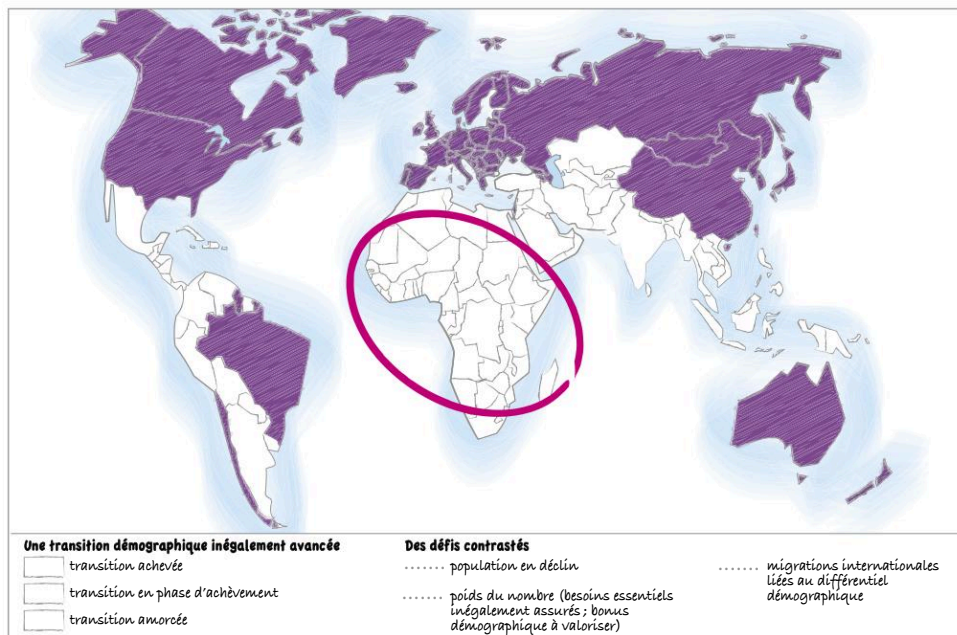 Une transition démographique inégalement avancée
transition achevée
transition en phase d'achèvement
transition amorcée
Des défis contrastés
........ population en déclin
........ poids du nombre (besoins essentiels
inégalement assurés ; bonus
démographique à valoriser)
........ migrations internationales
liées au différentiel
démographique